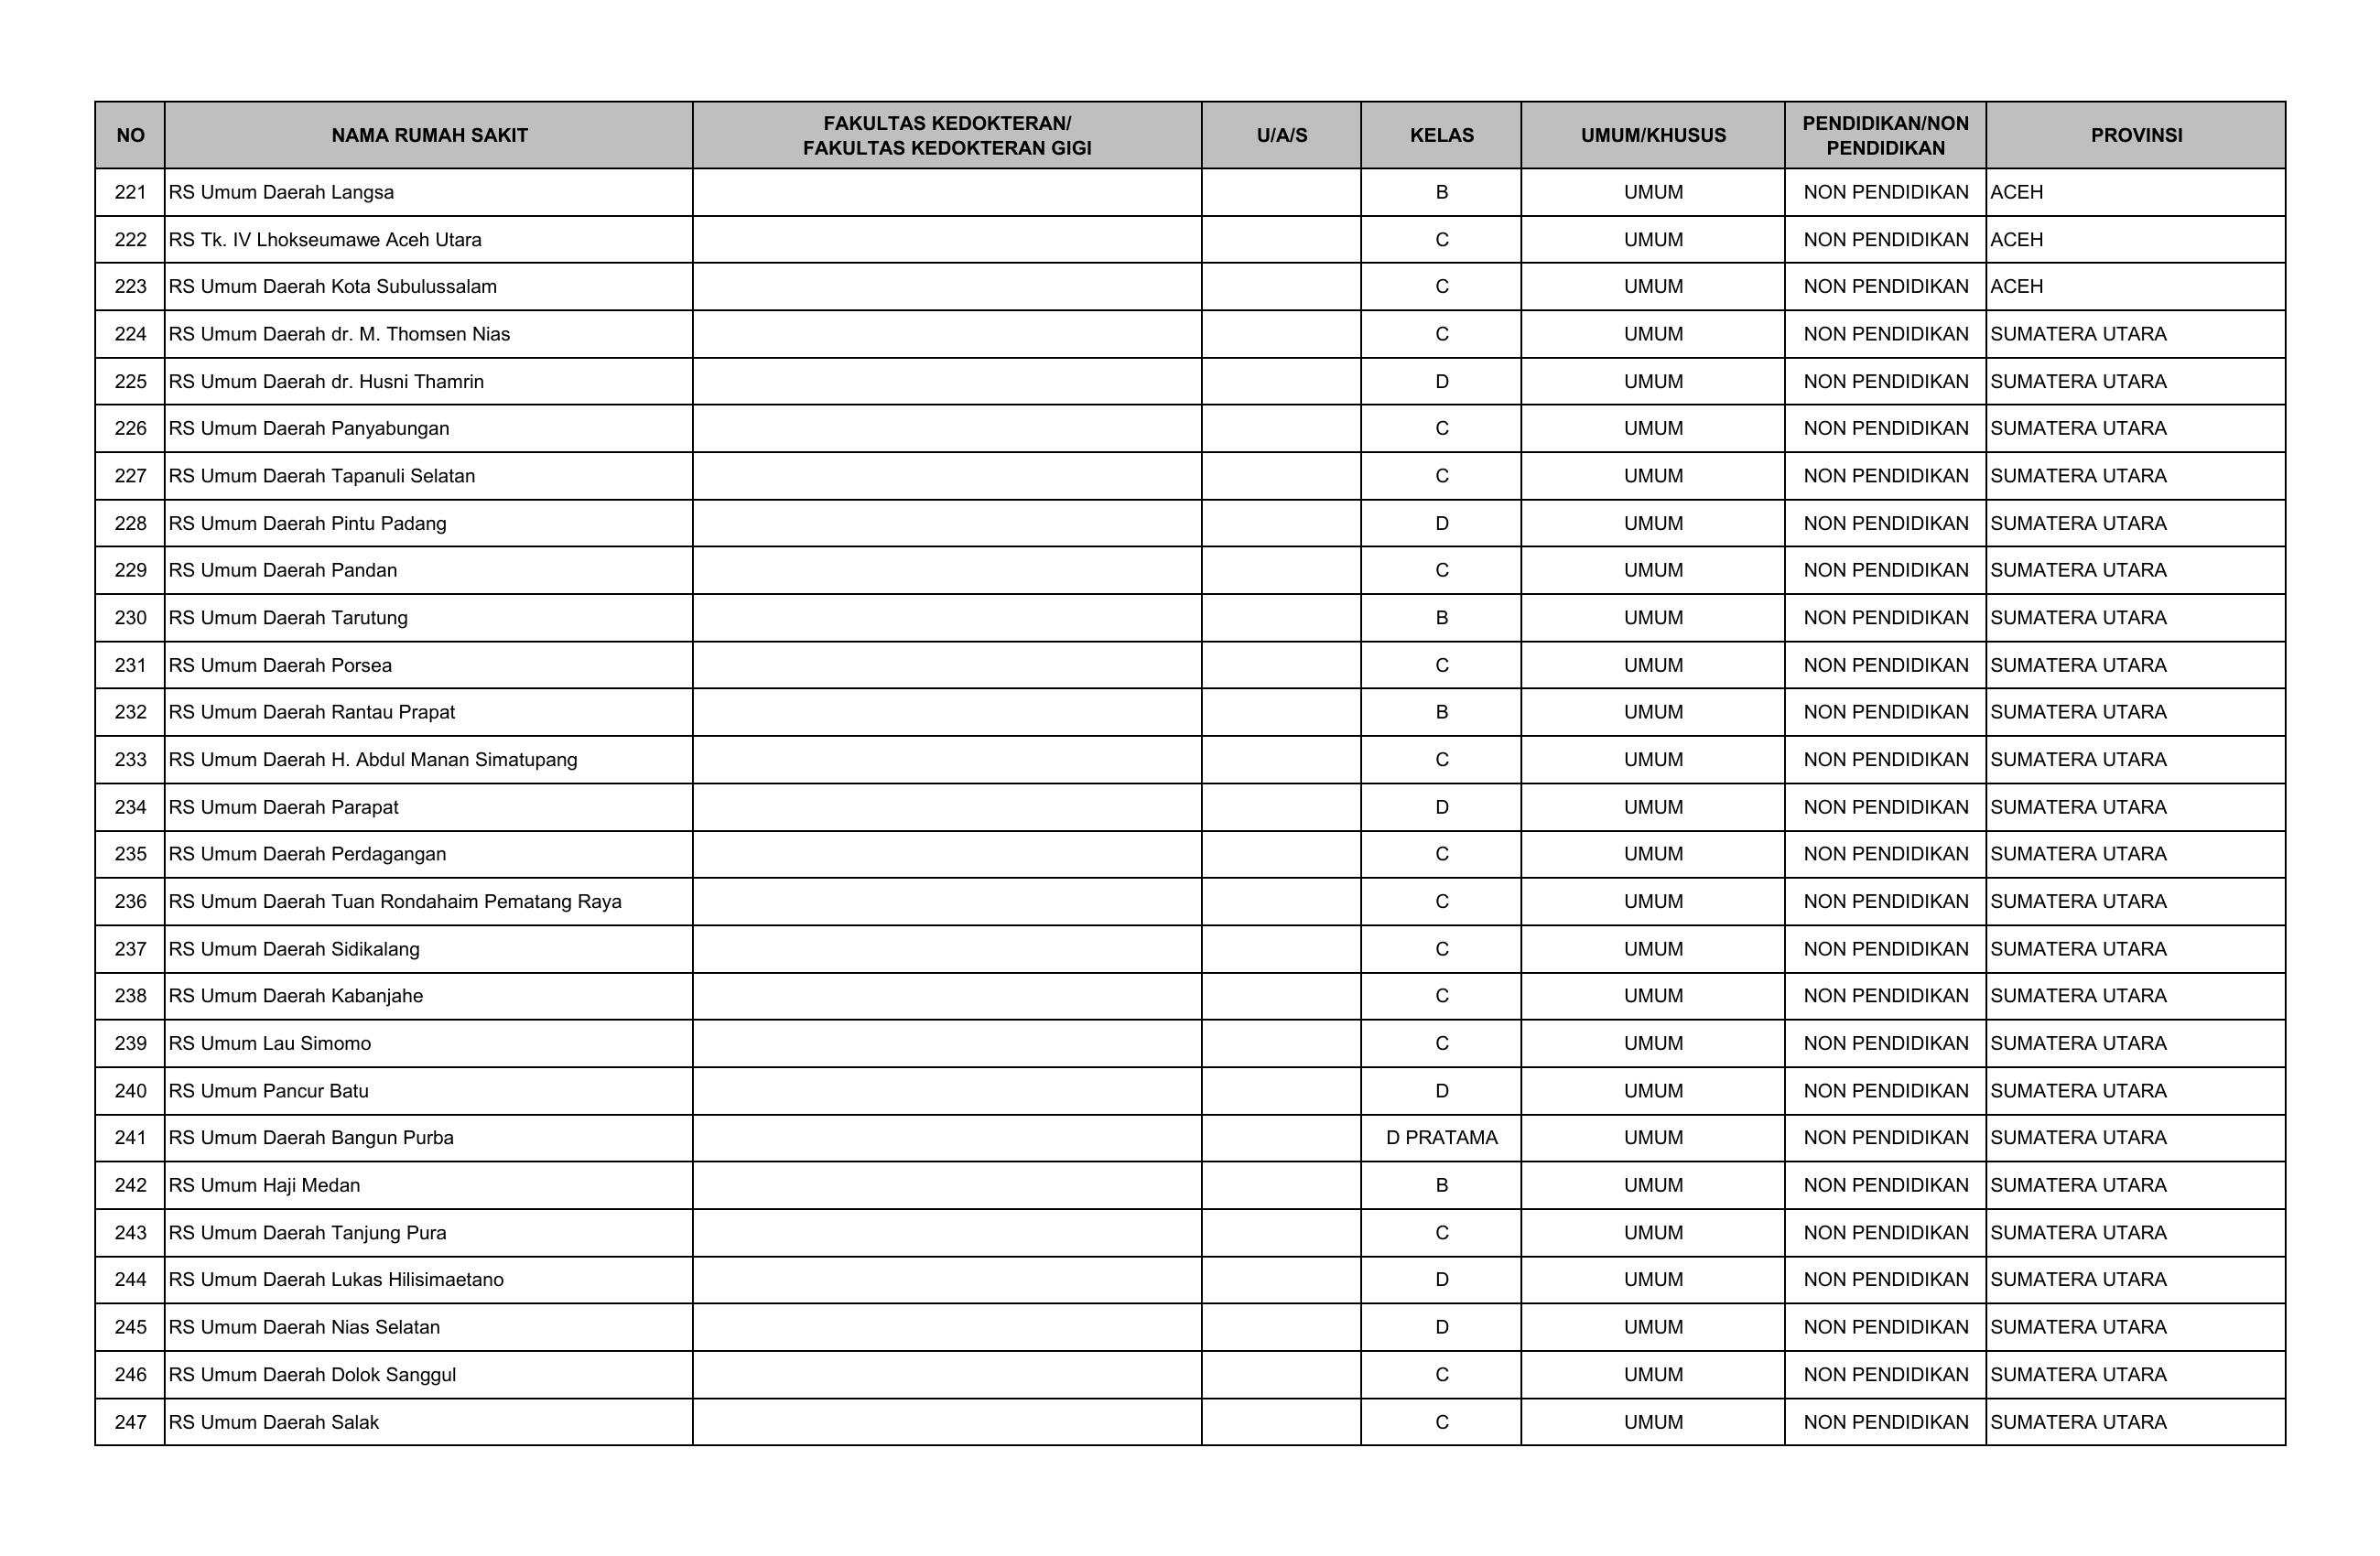 NO NAMA RUMAH SAKIT FAKULTAS KEDOKTERAN/ FAKULTAS KEDOKTERAN GIGI U/A/S KELAS UMUM/KHUSUS PENDIDIKAN/NON PENDIDIKAN PROVINSI
221 RS Umum Daerah Langsa B UMUM NON PENDIDIKAN ACEH
222 RS Tk. IV Lhokseumawe Aceh Utara C UMUM NON PENDIDIKAN ACEH
223 RS Umum Daerah Kota Subulussalam C UMUM NON PENDIDIKAN ACEH
224 RS Umum Daerah dr. M. Thomsen Nias C UMUM NON PENDIDIKAN SUMATERA UTARA
225 RS Umum Daerah dr. Husni Thamrin D UMUM NON PENDIDIKAN SUMATERA UTARA
226 RS Umum Daerah Panyabungan C UMUM NON PENDIDIKAN SUMATERA UTARA
227 RS Umum Daerah Tapanuli Selatan C UMUM NON PENDIDIKAN SUMATERA UTARA
228 RS Umum Daerah Pintu Padang D UMUM NON PENDIDIKAN SUMATERA UTARA
229 RS Umum Daerah Pandan C UMUM NON PENDIDIKAN SUMATERA UTARA
230 RS Umum Daerah Tarutung B UMUM NON PENDIDIKAN SUMATERA UTARA
231 RS Umum Daerah Porsea C UMUM NON PENDIDIKAN SUMATERA UTARA
232 RS Umum Daerah Rantau Prapat B UMUM NON PENDIDIKAN SUMATERA UTARA
233 RS Umum Daerah H. Abdul Manan Simatupang C UMUM NON PENDIDIKAN SUMATERA UTARA
234 RS Umum Daerah Parapat D UMUM NON PENDIDIKAN SUMATERA UTARA
235 RS Umum Daerah Perdagangan C UMUM NON PENDIDIKAN SUMATERA UTARA
236 RS Umum Daerah Tuan Rondahaim Pematang Raya C UMUM NON PENDIDIKAN SUMATERA UTARA
237 RS Umum Daerah Sidikalang C UMUM NON PENDIDIKAN SUMATERA UTARA
238 RS Umum Daerah Kabanjahe C UMUM NON PENDIDIKAN SUMATERA UTARA
239 RS Umum Lau Simomo C UMUM NON PENDIDIKAN SUMATERA UTARA
240 RS Umum Pancur Batu D UMUM NON PENDIDIKAN SUMATERA UTARA
241 RS Umum Daerah Bangun Purba D PRATAMA UMUM NON PENDIDIKAN SUMATERA UTARA
242 RS Umum Haji Medan B UMUM NON PENDIDIKAN SUMATERA UTARA
243 RS Umum Daerah Tanjung Pura C UMUM NON PENDIDIKAN SUMATERA UTARA
244 RS Umum Daerah Lukas Hilisimaetano D UMUM NON PENDIDIKAN SUMATERA UTARA
245 RS Umum Daerah Nias Selatan D UMUM NON PENDIDIKAN SUMATERA UTARA
246 RS Umum Daerah Dolok Sanggul C UMUM NON PENDIDIKAN SUMATERA UTARA
247 RS Umum Daerah Salak C UMUM NON PENDIDIKAN SUMATERA UTARA